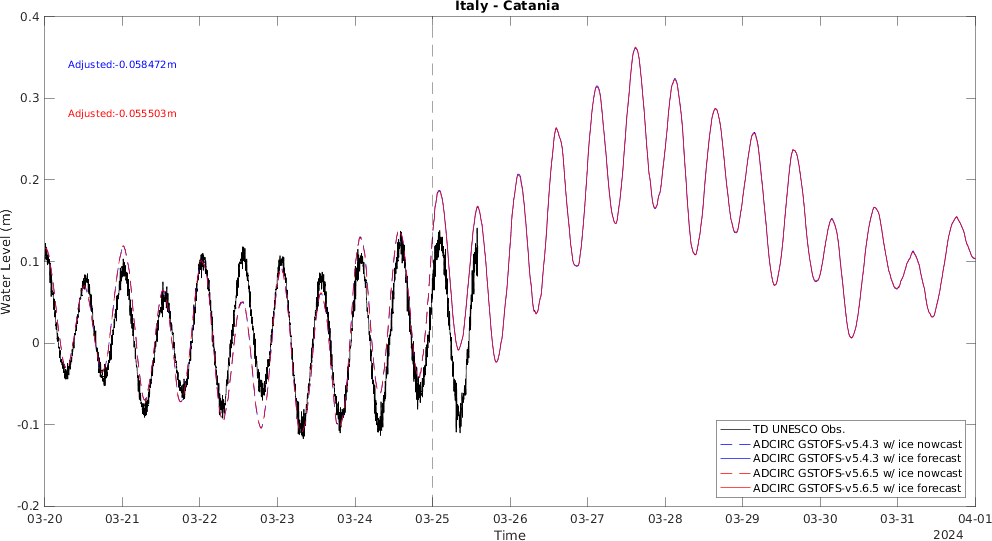 Italy - Catania
Adjusted:-0.058472m
Adjusted:-0.055503m
Water Level (m)
0.4
0.3
0.2
0.1
0
-0.1
-0.2
03-20 03-21 03-22 03-23 03-24 03-25 03-26 03-27 03-28 03-29 03-30 03-31 04-01
2024
Time
TD UNESCO Obs.
ADCIRC GSTOFS-v5.4.3 w/ ice nowcast
ADCIRC GSTOFS-v5.4.3 w/ ice forecast
ADCIRC GSTOFS-v5.6.5 w/ ice nowcast
ADCIRC GSTOFS-v5.6.5 w/ ice forecast